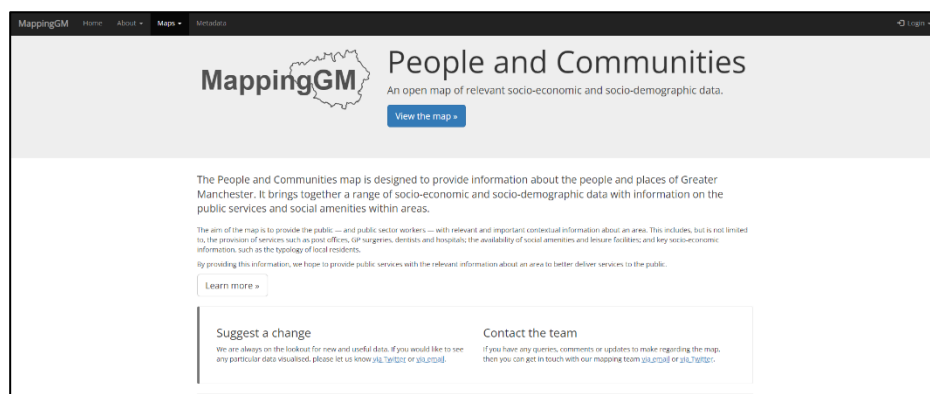 MappingGM Home About Maps Metadata Login
MappingGM
People and Communities
An open map of relevant socio-economic and socio-demographic data.
View the map »
The People and Communities map is designed to provide information about the people and places of Greater
Manchester. It brings together a range of socio-economic and socio-demographic data with information on the
public services and social amenities within areas.
The aim of the map is to provide the public — and public sector workers — with relevant and important contextual information about an area. This includes, but is not limited
to, the provision of services such as post offices, GP surgeries, dentists and hospitals; the availability of social amenities and leisure facilities; and key socio-economic
information, such as the typology of local residents.
By providing this information, we hope to provide public services with the relevant information about an area to better deliver services to the public.
Learn more »
Suggest a change
We are always on the lookout for new and useful data. If you would like to see
any particular data visualised, please let us know via Twitter or via email.
Contact the team
If you have any queries, comments or updates to make regarding the map,
then you can get in touch with our mapping team via email or via Twitter.